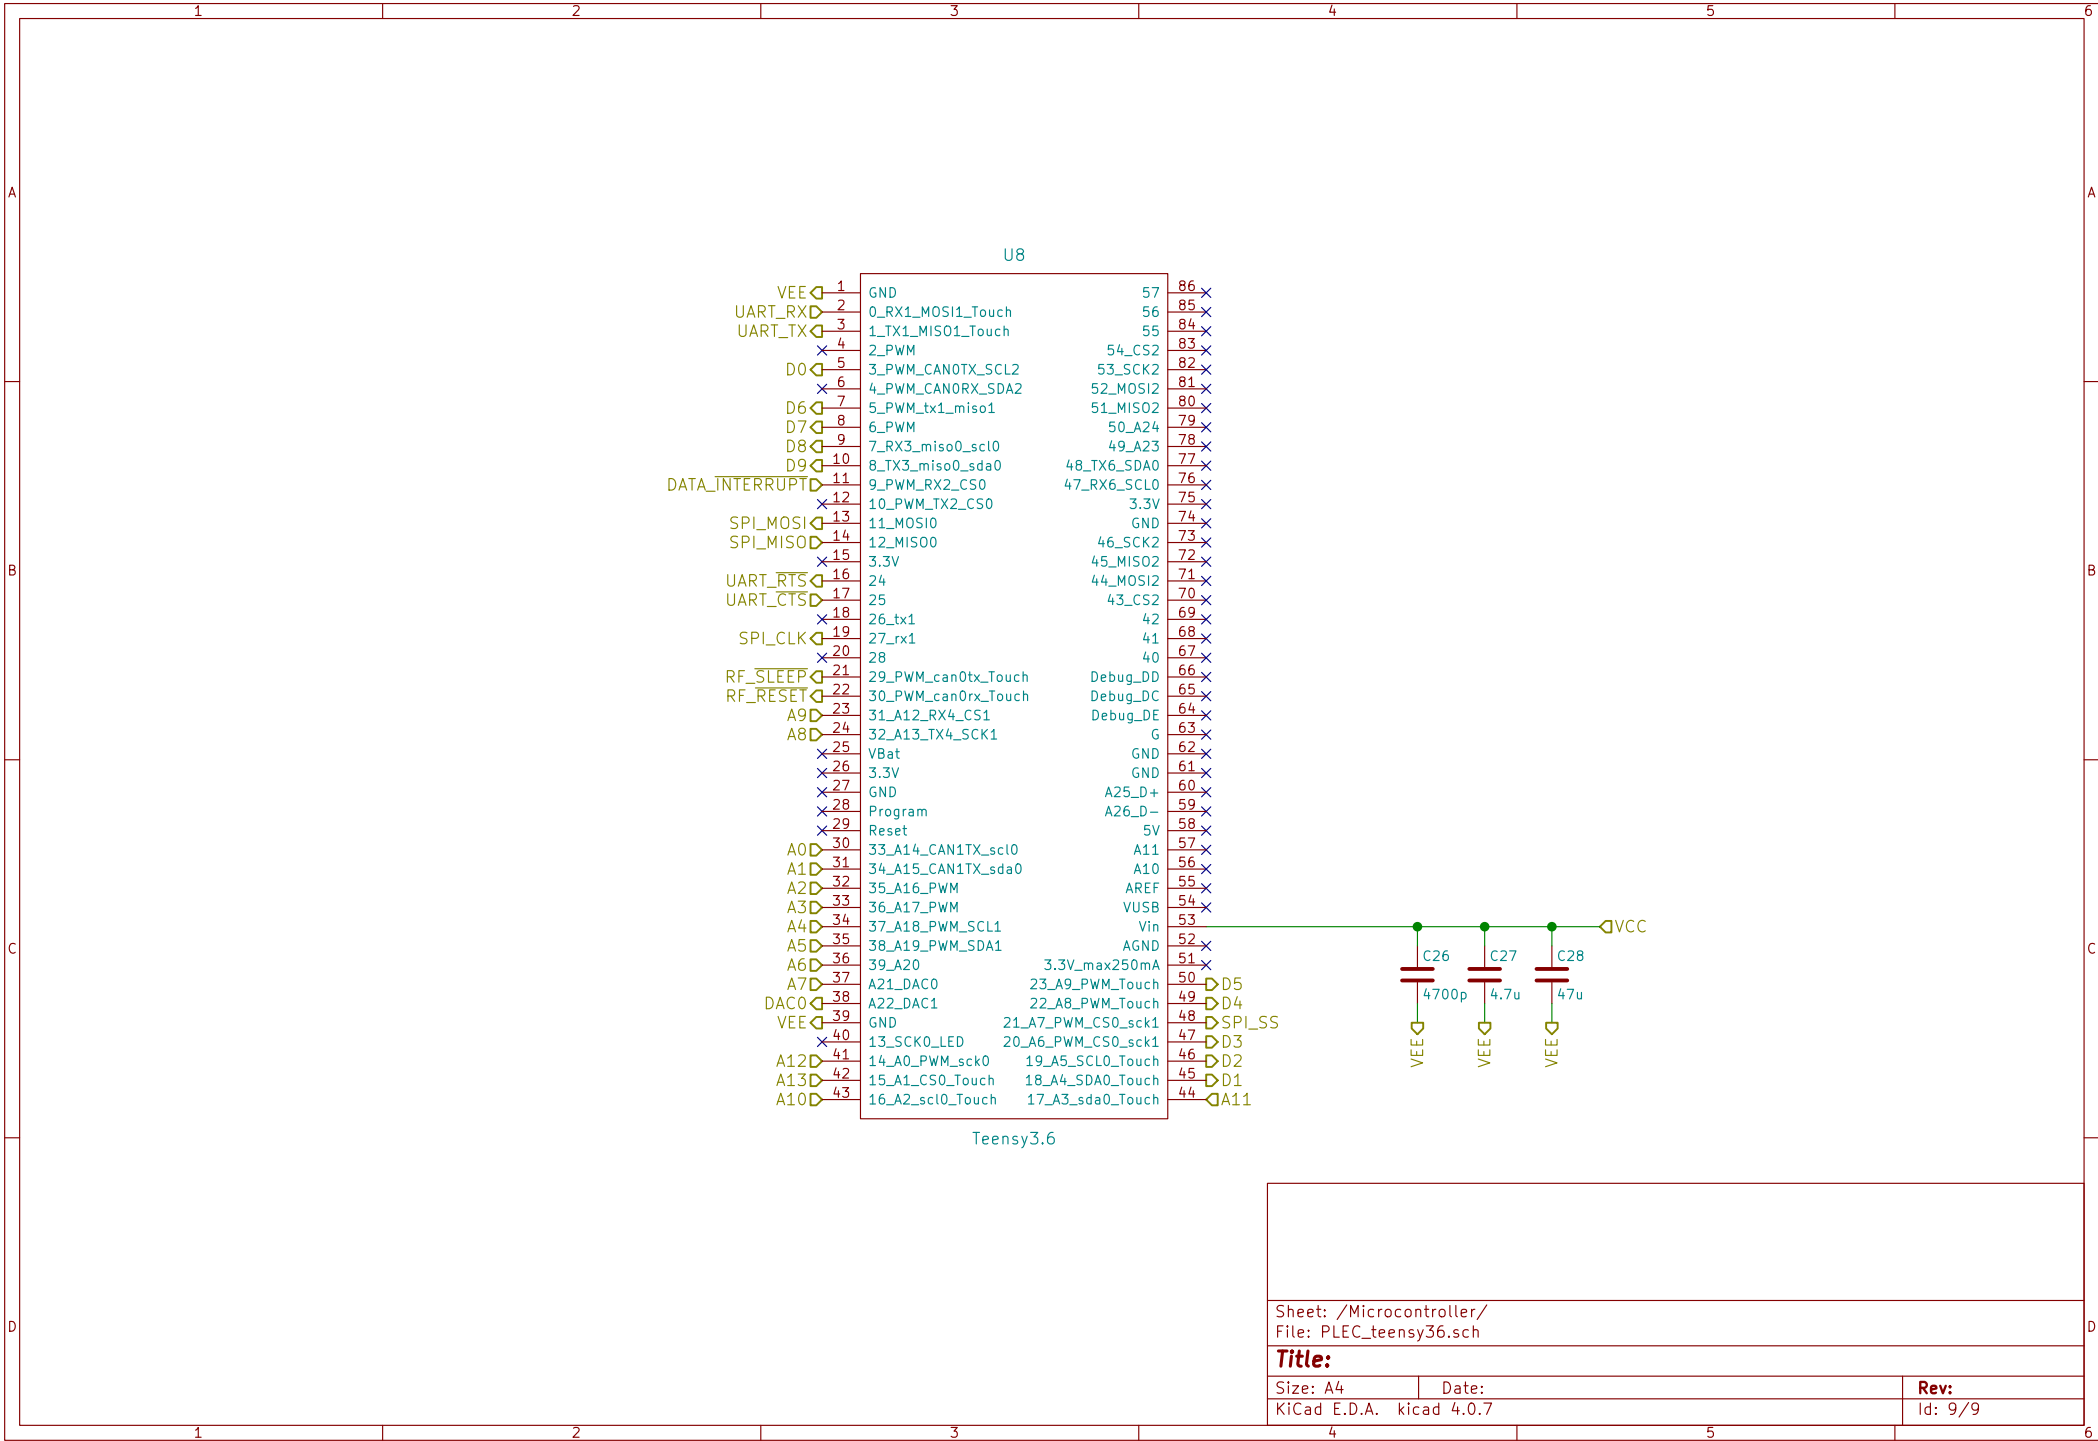 1 2 3 4 5 6
A A
U8
VEE 1 GND 57 86
UART_RX 2 0_RX1_MOSI1_Touch 56 85
UART_TX 3 1_TX1_MISO1_Touch 55 84
4 2_PWM 54_CS2 83
D0 5 3_PWM_CAN0TX_SCL2 53_SCK2 82
6 4_PWM_CAN0RX_SDA2 52_MOSI2 81
D6 7 5_PWM_tx1_miso1 51_MISO2 80
D7 8 6_PWM 50_A24 79
D8 9 7_RX3_miso0_scl0 49_A23 78
D9 10 8_TX3_miso0_sda0 48_TX6_SDA0 77
DATA_INTERRUPT 11 9_PWM_RX2_CS0 47_RX6_SCL0 76
12 10_PWM_TX2_CS0 3.3V 75
SPI_MOSI 13 11_MOSI0 GND 74
SPI_MISO 14 12_MISO0 46_SCK2 73
15 3.3V 45_MISO2 72
B B
UART_RTS 16 24 44_MOSI2 71
UART_CTS 17 25 43_CS2 70
18 26_tx1 42 69
SPI_CLK 19 27_rx1 41 68
20 28 40 67
RF_SLEEP 21 29_PWM_can0tx_Touch Debug_DD 66
RF_RESET 22 30_PWM_can0rx_Touch Debug_DC 65
A9 23 31_A12_RX4_CS1 Debug_DE 64
A8 24 32_A13_TX4_SCK1 G 63
25 VBat GND 62
26 3.3V GND 61
27 GND A25_D+ 60
28 Program A26_D- 59
29 Reset 5V 58
A0 30 33_A14_CAN1TX_scl0 A11 57
A1 31 34_A15_CAN1TX_sda0 A10 56
A2 32 35_A16_PWM AREF 55
A3 33 36_A17_PWM VUSB 54
A4 34 37_A18_PWM_SCL1 Vin 53 VCC
A5 35 38_A19_PWM_SDA1 AGND 52
C C
C26 C27 C28
A6 36 39_A20 3.3V_max250mA 51
A7 37 A21_DAC0 23_A9_PWM_Touch 50 D5
4700p 4.7u 47u
DAC0 38 A22_DAC1 22_A8_PWM_Touch 49 D4
VEE 39 GND 21_A7_PWM_CS0_sck1 48 SPI_SS
40 13_SCK0_LED 20_A6_PWM_CS0_sck1 47 D3
VEE VEE VEE
A12 41 14_A0_PWM_sck0 19_A5_SCL0_Touch 46 D2
A13 42 15_A1_CS0_Touch 18_A4_SDA0_Touch 45 D1
A10 43 16_A2_scl0_Touch 17_A3_sda0_Touch 44 A11
Teensy3.6
Sheet: /Microcontroller/
D D
File: PLEC_teensy36.sch
Title:
Size: A4 Date: Rev:
KiCad E.D.A. kicad 4.0.7 Id: 9/9
1 2 3 4 5 6